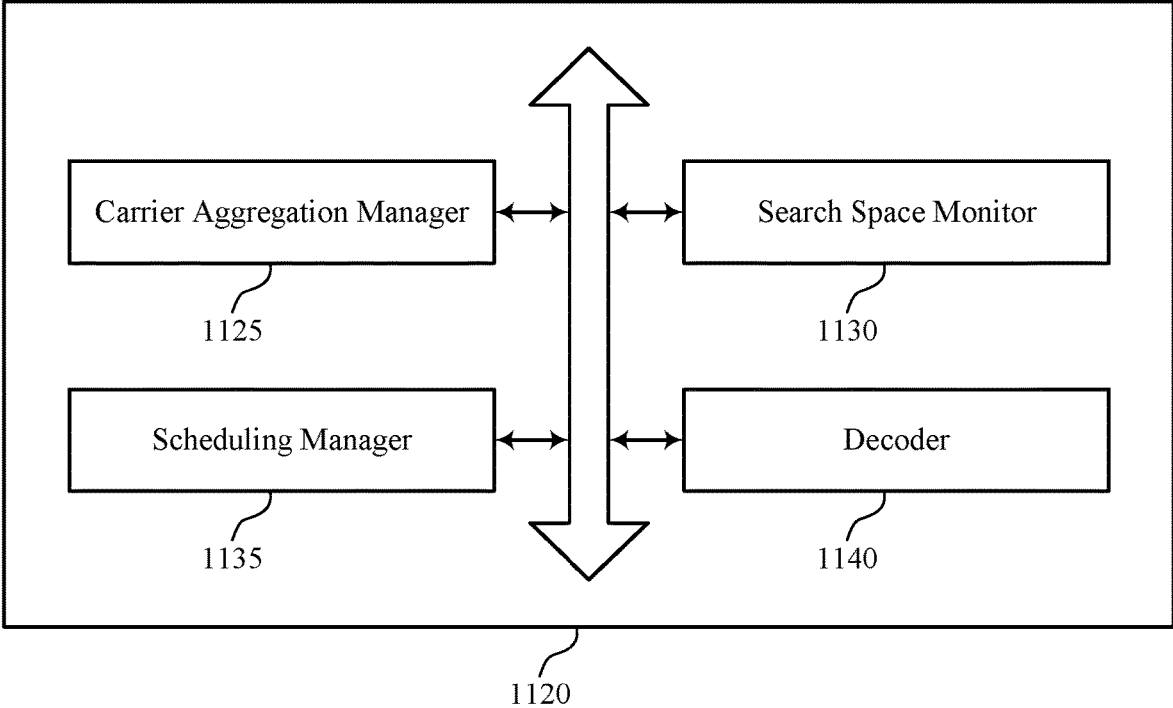 Carrier Aggregation Manager
Search Space Monitor
1125
1130
Scheduling Manager
Decoder
1135
1140
1120